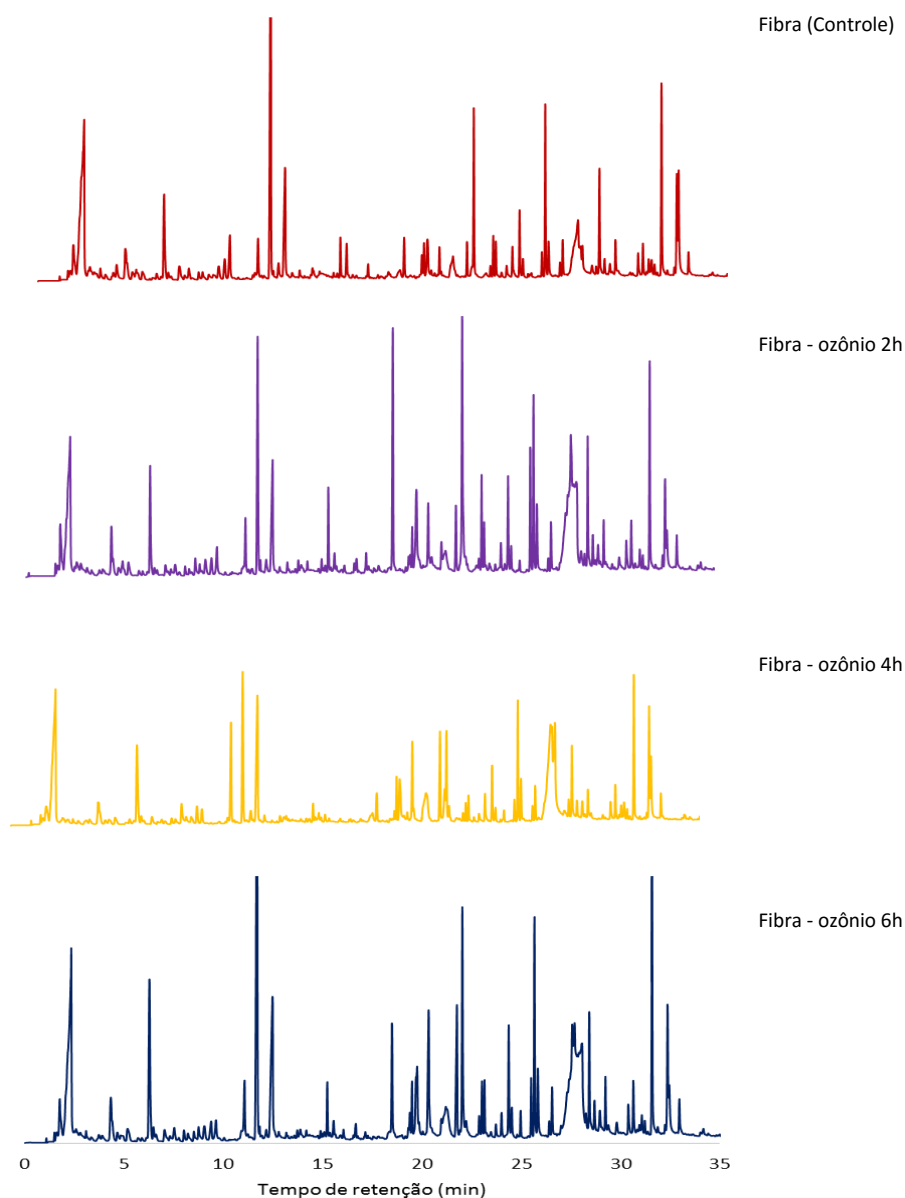 Fibra (Controle)
Fibra - ozônio 2h
Fibra - ozônio 4h
Fibra - ozônio 6h
0 5 10 15 20 25 30 35
Tempo de retenção (min)